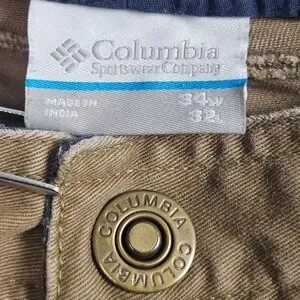 Columbia
Sportswear Company
MADE IN
INDIA
34W
32L
COLUMBIA
COLUMBIA